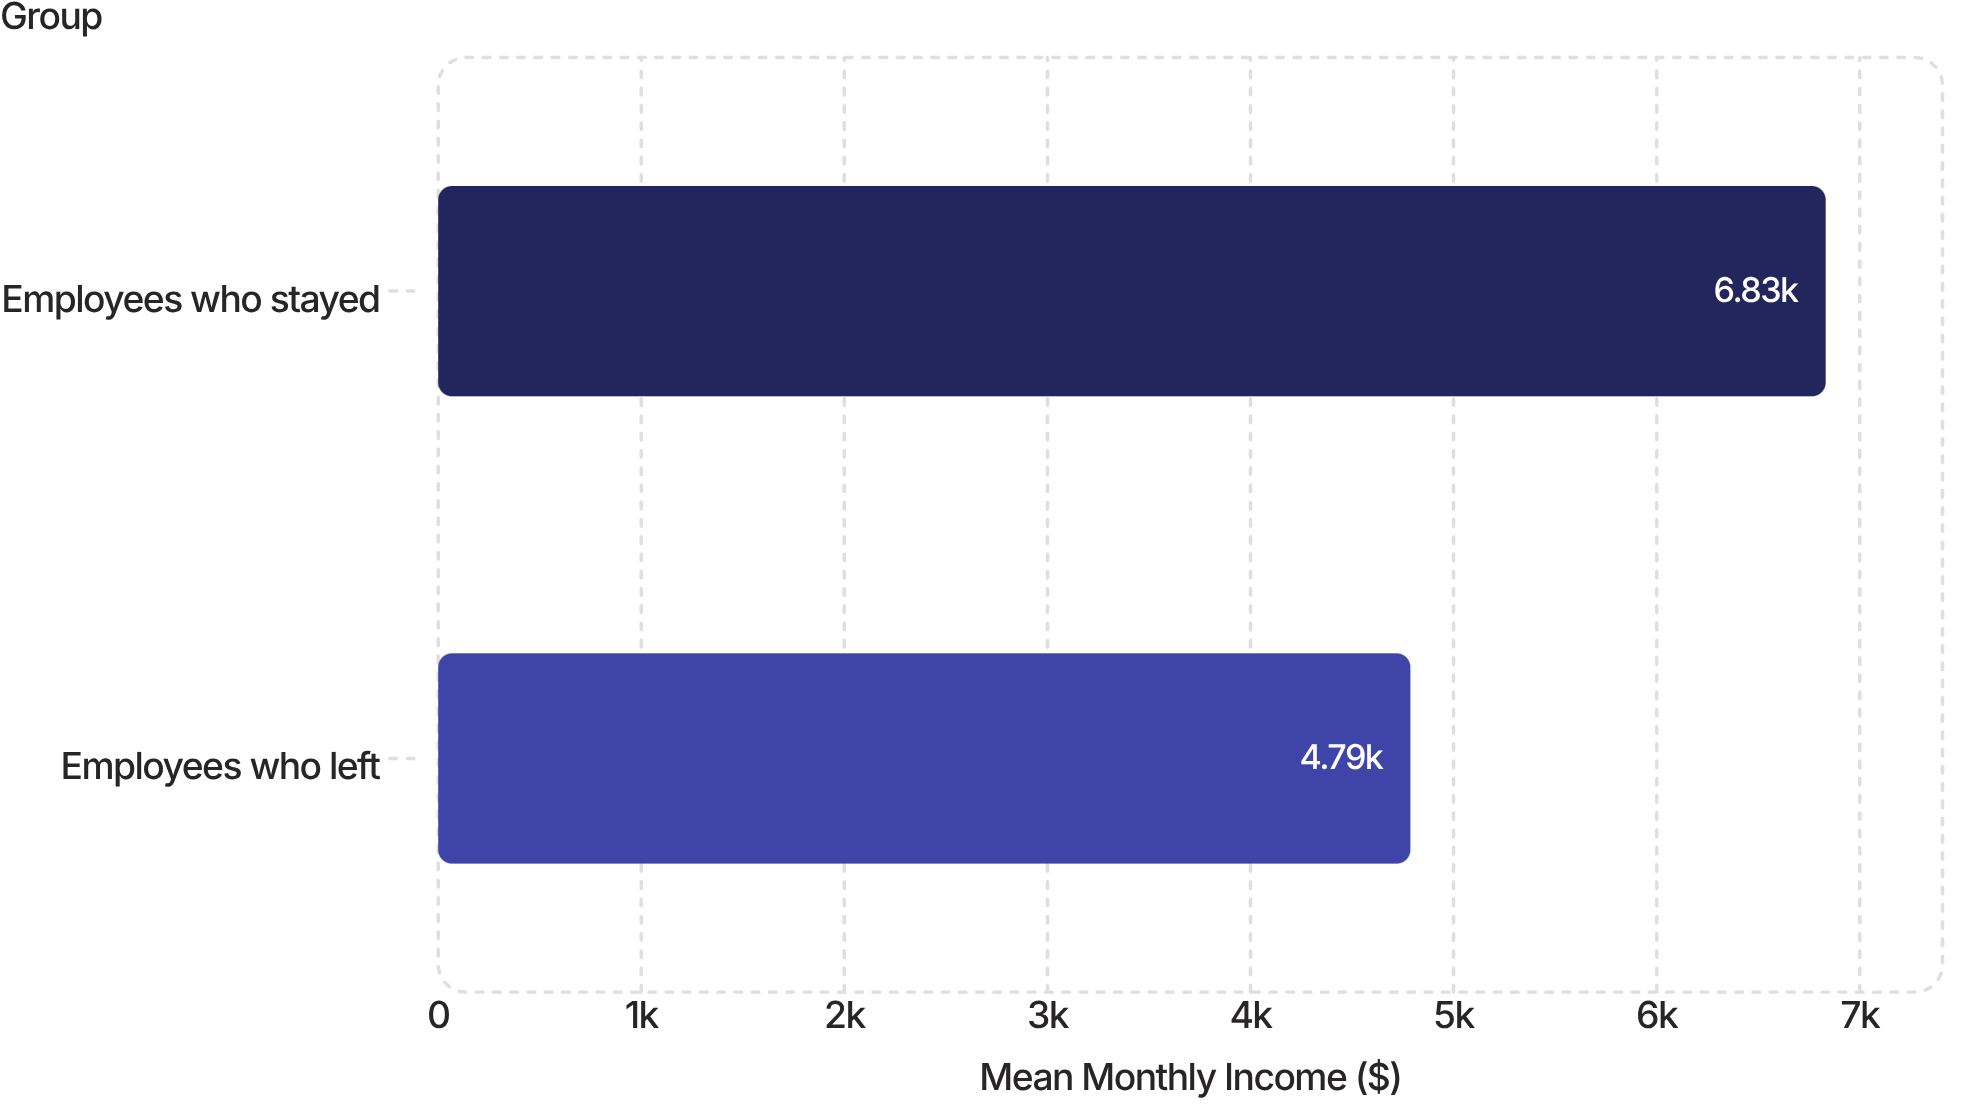 Group
Employees who stayed
6.83k
Employees who left
4.79k
0 1k 2k 3k 4k 5k 6k 7k
Mean Monthly Income ($)